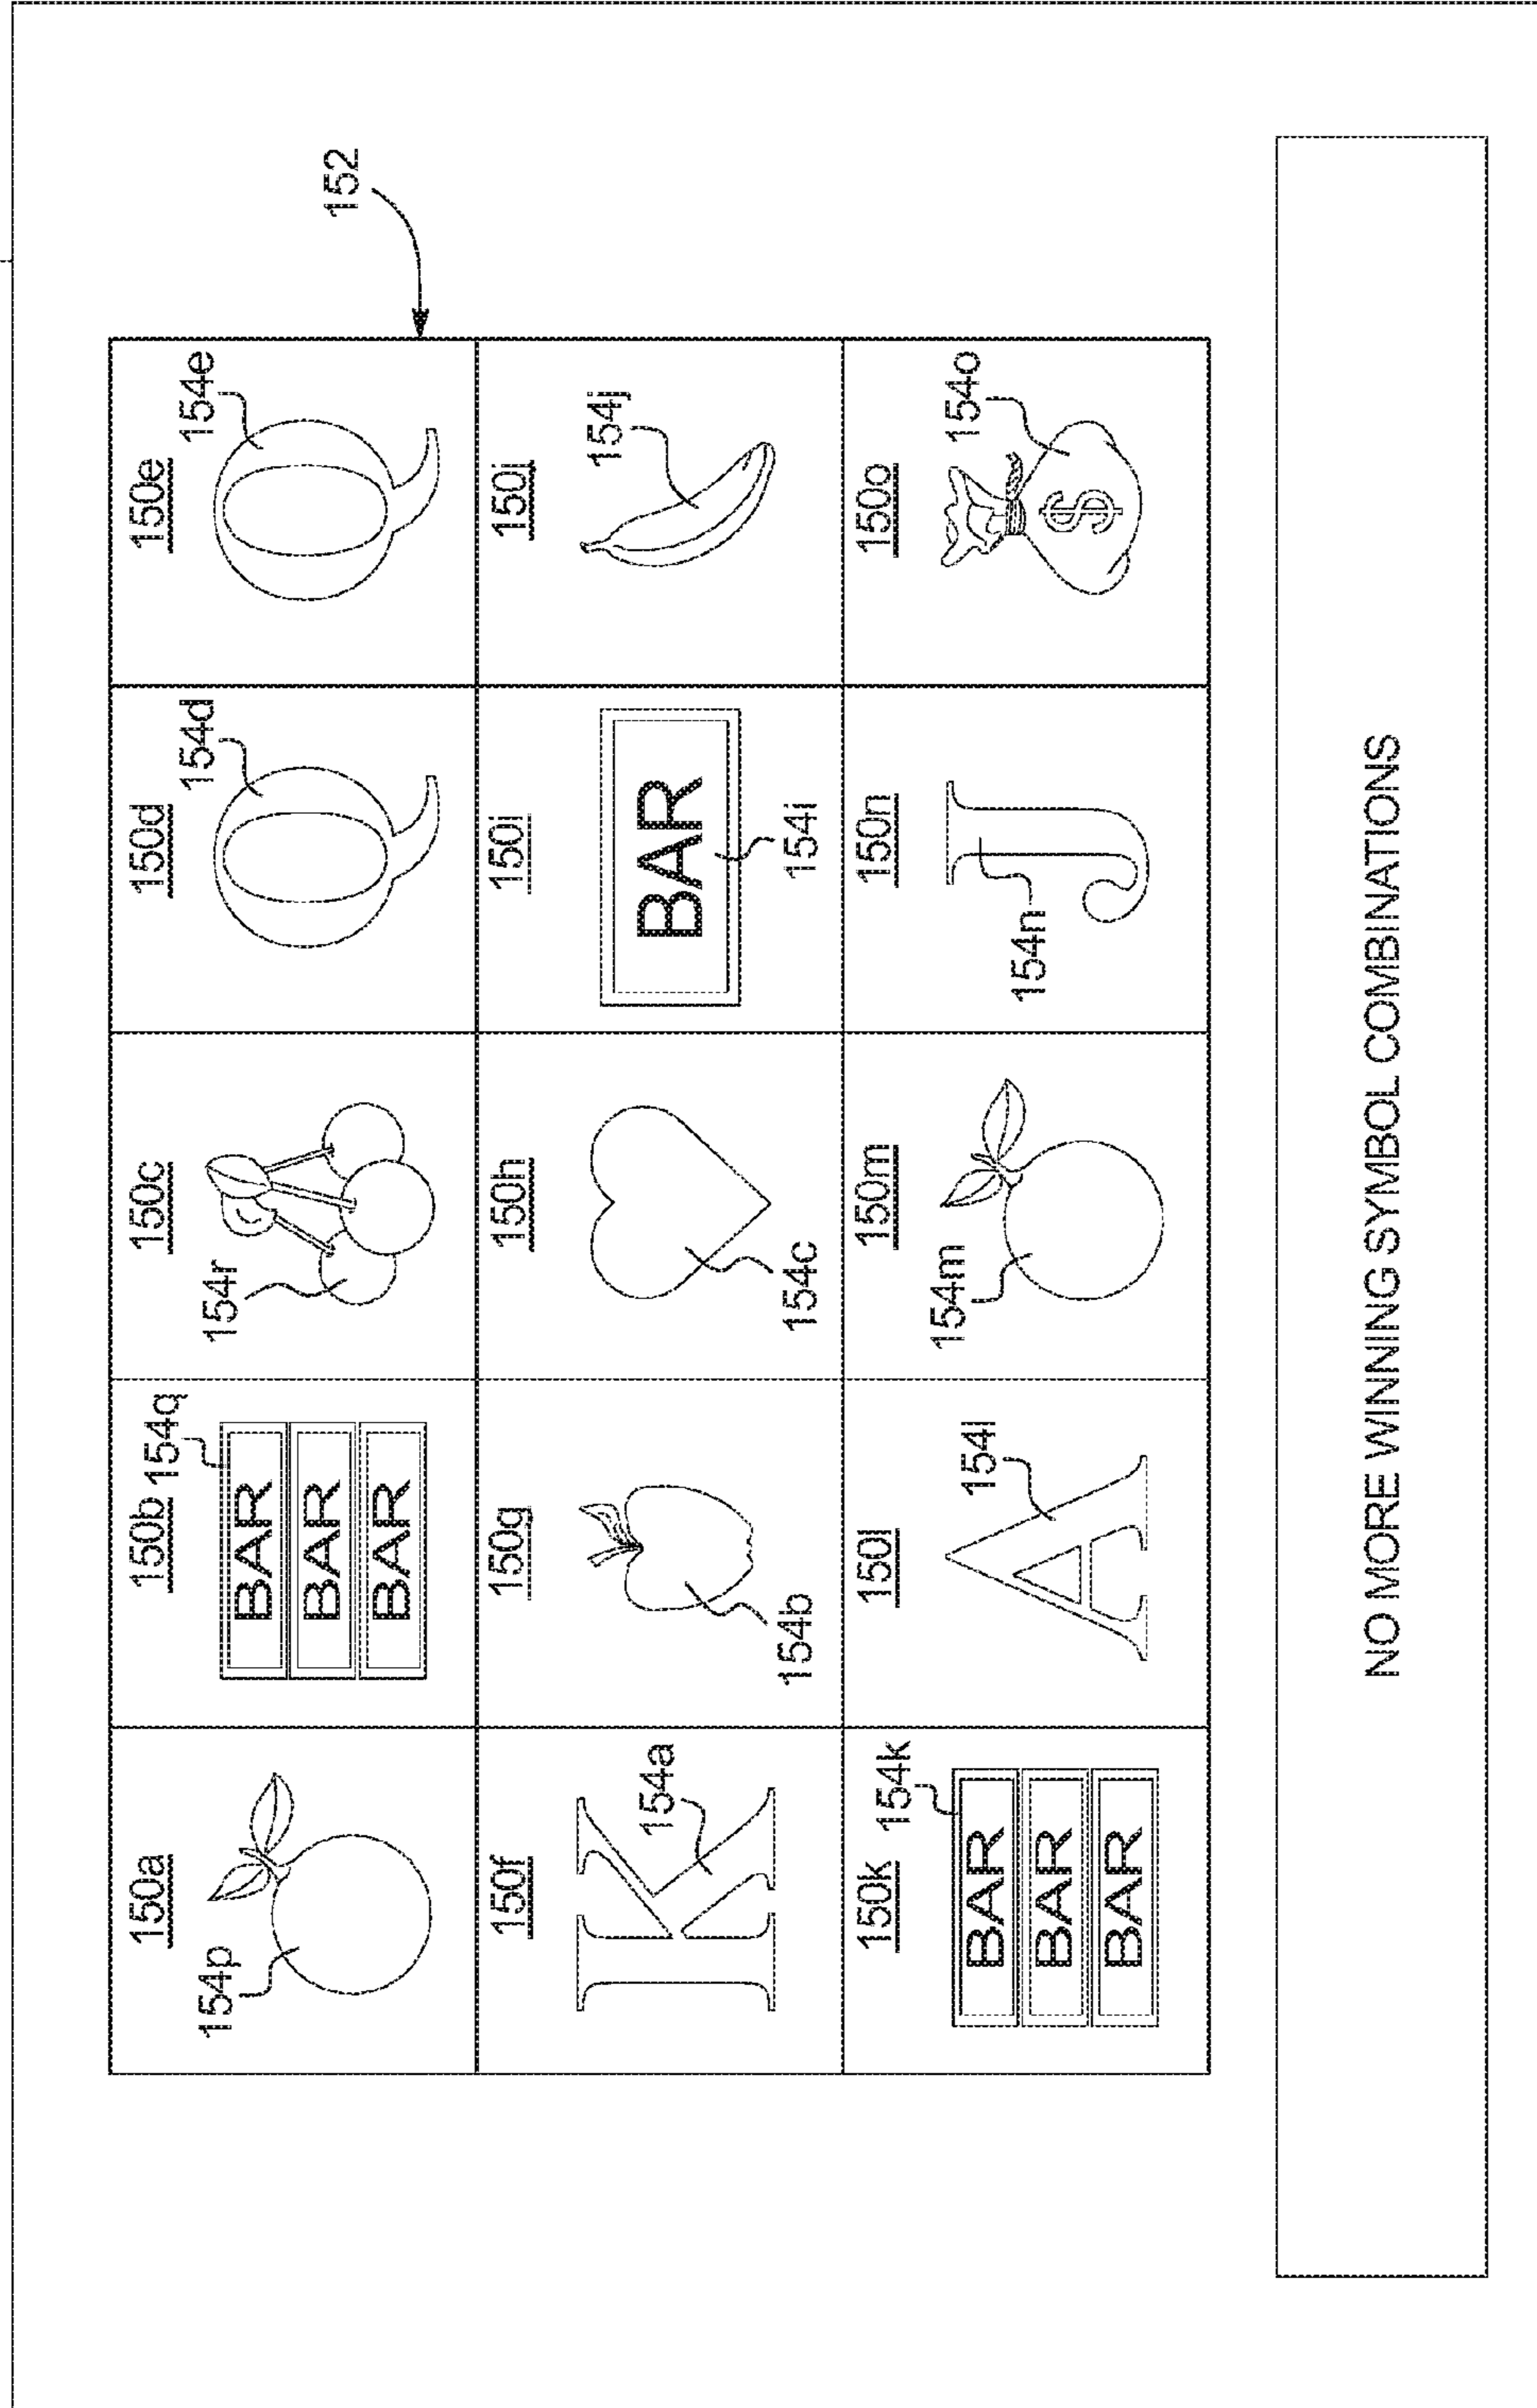 152
150a
150b
150c
150d
150e
154p
154q
BAR
BAR
BAR
154r
154d
Q
154e
Q
150f
150g
150h
150i
150j
K
154a
154b
154c
BAR
154i
154j
150k
150l
150m
150n
150o
154k
BAR
BAR
BAR
154l
A
154m
154n
J
154o
$
NO MORE WINNING SYMBOL COMBINATIONS